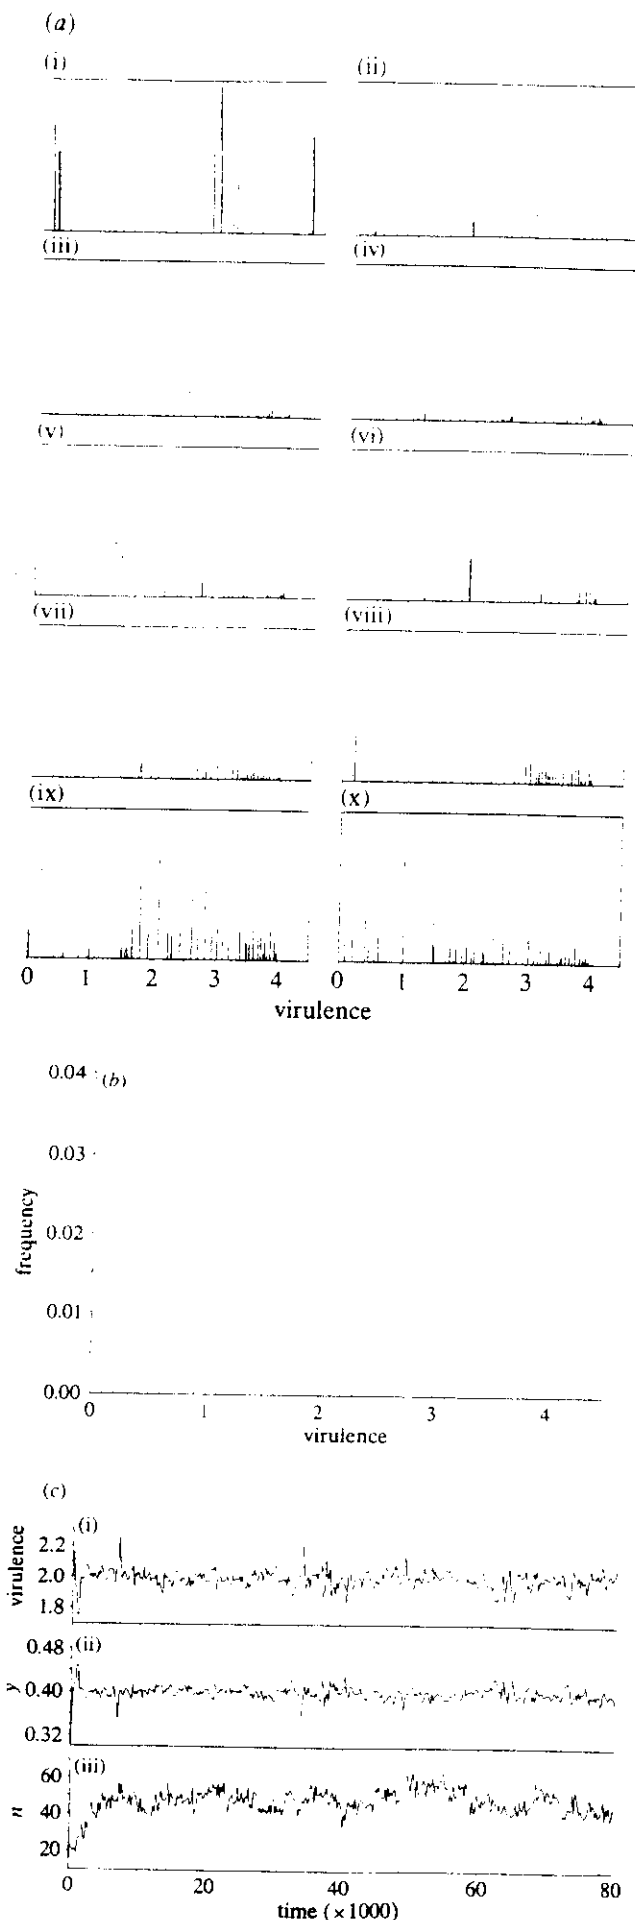 (a)
(i) (ii)
(iii) (iv)
(v) (vi)
(vii) (viii)
(ix) (x)
0 1 2 3 4 0 1 2 3 4
virulence
0.04 (b)
0.03
frequency
0.02
0.01
0.00
0 1 2 3 4
virulence
(c)
(i)
virulence
2.2
2.0
1.8
0.48 (ii)
y
0.40
0.32
60 (iii)
n
40
20
0 20 40 60 80
time (×1000)